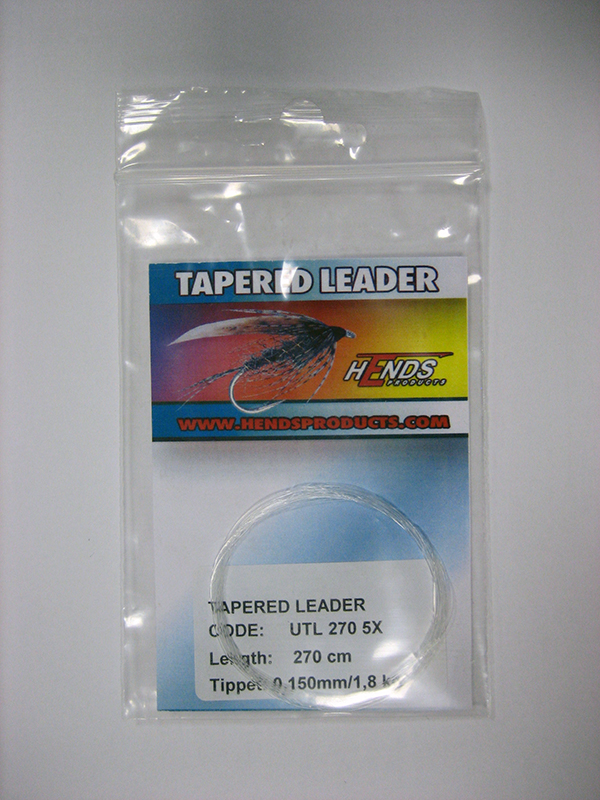 TAPERED LEADER
HENDS
PRODUCTS
WWW.HENDSPRODUCTS.COM
TAPERED LEADER
CODE: UTL 270 5X
Length: 270 cm
Tippet: 0,150mm/1,8 kg